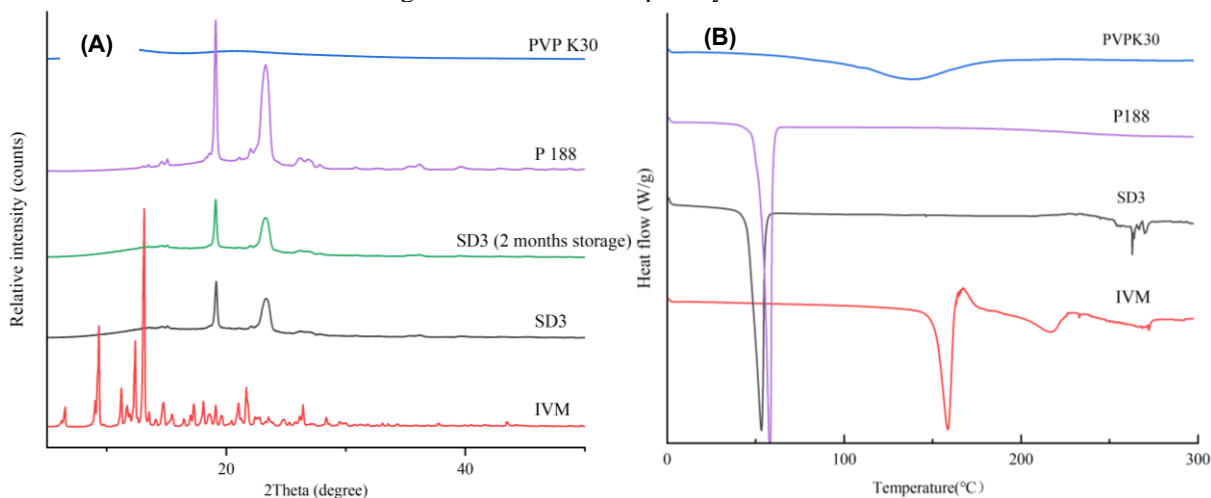 (A)
PVP K30
P 188
SD3 (2 months storage)
SD3
IVM
Relative intensity (counts)
20
40
2Theta (degree)
(B)
PVPK30
P188
SD3
IVM
Heat flow (W/g)
0
100
200
300
Temperature(℃)